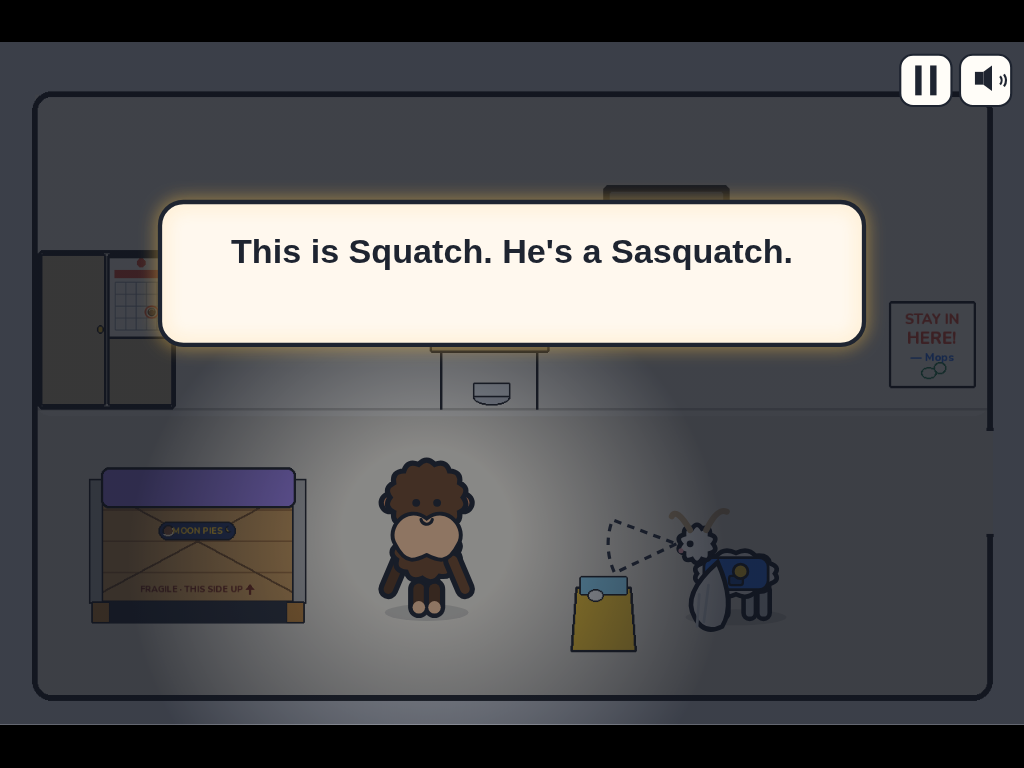 This is Squatch. He's a Sasquatch.
STAY IN
HERE!
— Mops
MOON PIES
FRAGILE - THIS SIDE UP